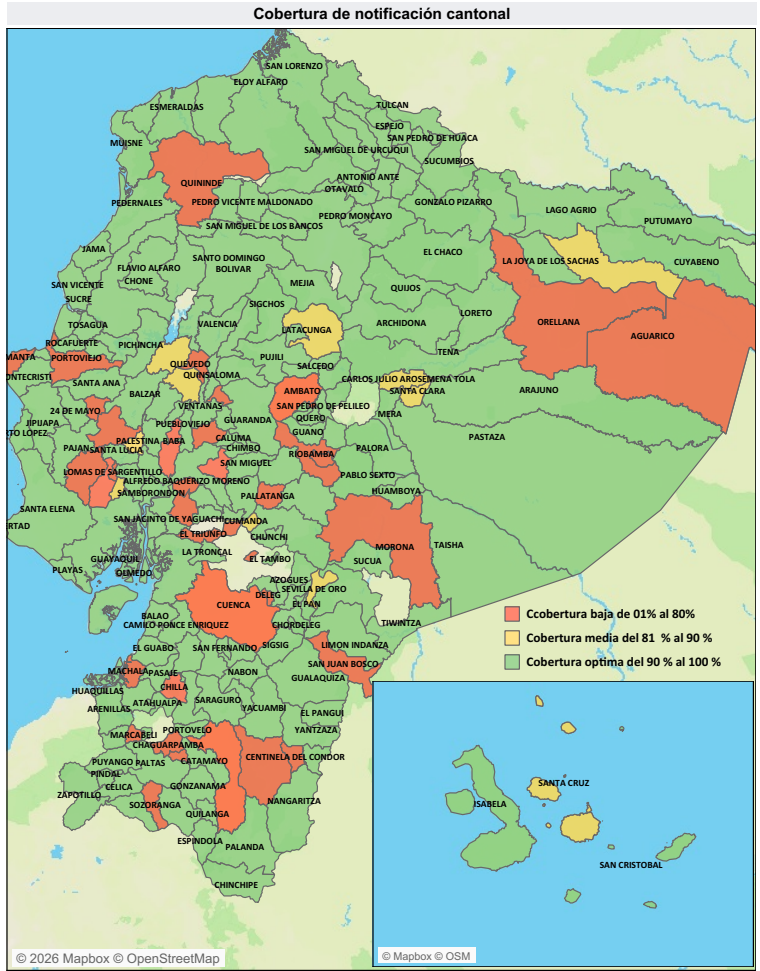 Cobertura de notificación cantonal
SAN LORENZO
ELOY ALFARO
ESMERALDAS
TULCAN
ESPEJO
SAN PEDRO DE HUACA
MUISNE
SAN MIGUEL DE URCUQUI
SUCUMBIOS
ANTONIO ANTE
QUININDE
OTAVALO
PEDERNALES
PEDRO VICENTE MALDONADO
GONZALO PIZARRO
LAGO AGRIO
PEDRO MONCAYO
PUTUMAYO
SAN MIGUEL DE LOS BANCOS
JAMA
EL CHACO
SANTO DOMINGO
LA JOYA DE LOS SACHAS
CUYABENO
FLAVIO ALFARO
BOLIVAR
CHONE
MEJIA
SAN VICENTE
QUIJOS
SUCRE
SIGCHOS
LORETO
TOSAGUA
VALENCIA
ARCHIDONA
ORELLANA
LATACUNGA
AGUARICO
ROCAFUERTE
PICHINCHA
MANTA
PORTOVIEJO
PUJILI
TENA
QUEVEDO
SALCEDO
ONTECRISTI
QUINSALOMA
CARLOS JULIO AROSEMENA TOLA
SANTA ANA
AMBATO
SANTA CLARA
ARAJUNO
BALZAR
VENTANAS
SAN PEDRO DE PELILEO
24 DE MAYO
MERA
QUERO
JIPIJAPA
PUEBLOVIEJO
GUARANDA
RTO LÓPEZ
GUANO
PASTAZA
PALESTINA
BABA
CALUMA
PAJAN
SANTA LUCIA
CHIMBO
RIOBAMBA
PALORA
SAN MIGUEL
LOMAS DE SARGENTILLO
PABLO SEXTO
ALFREDO BAQUERIZO MORENO
SAMBORONDON
PALLATANGA
HUAMBOYA
SANTA ELENA
SAN JACINTO DE YAGUACHI
CUMANDA
ERTAD
EL TRIUNFO
CHUNCHI
MORONA
TAISHA
LA TRONCAL
GUAYAQUIL
EL TAMBO
SUCUA
PLAYAS
OLMEDO
AZOGUES
SEVILLA DE ORO
DELEG
CUENCA
EL PAN
BALAO
TIWINTZA
CAMILO PONCE ENRIQUEZ
CHORDELEG
EL GUABO
SAN FERNANDO
SIGSIG
LIMON INDANZA
SAN JUAN BOSCO
MACHALA
PASAJE
NABON
GUALAQUIZA
HUAQUILLAS
CHILLA
ARENILLAS
ATAHUALPA
SARAGURO
YACUAMBI
EL PANGUI
PORTOVELO
YANTZAZA
MARCABELI
CHAGUARPAMBA
PUYANGO
PALTAS
CATAMAYO
CENTINELA DEL CONDOR
PINDAL
CELICA
GONZANAMA
ZAPOTILLO
SOZORANGA
NANGARITZA
QUILANGA
ESPINDOLA
PALANDA
CHINCHIPE
Ccobertura baja de 01% al 80%
Cobertura media del 81 % al 90 %
Cobertura optima del 90 % al 100 %
SANTA CRUZ
ISABELA
SAN CRISTOBAL
© 2026 Mapbox © OpenStreetMap
© Mapbox © OSM